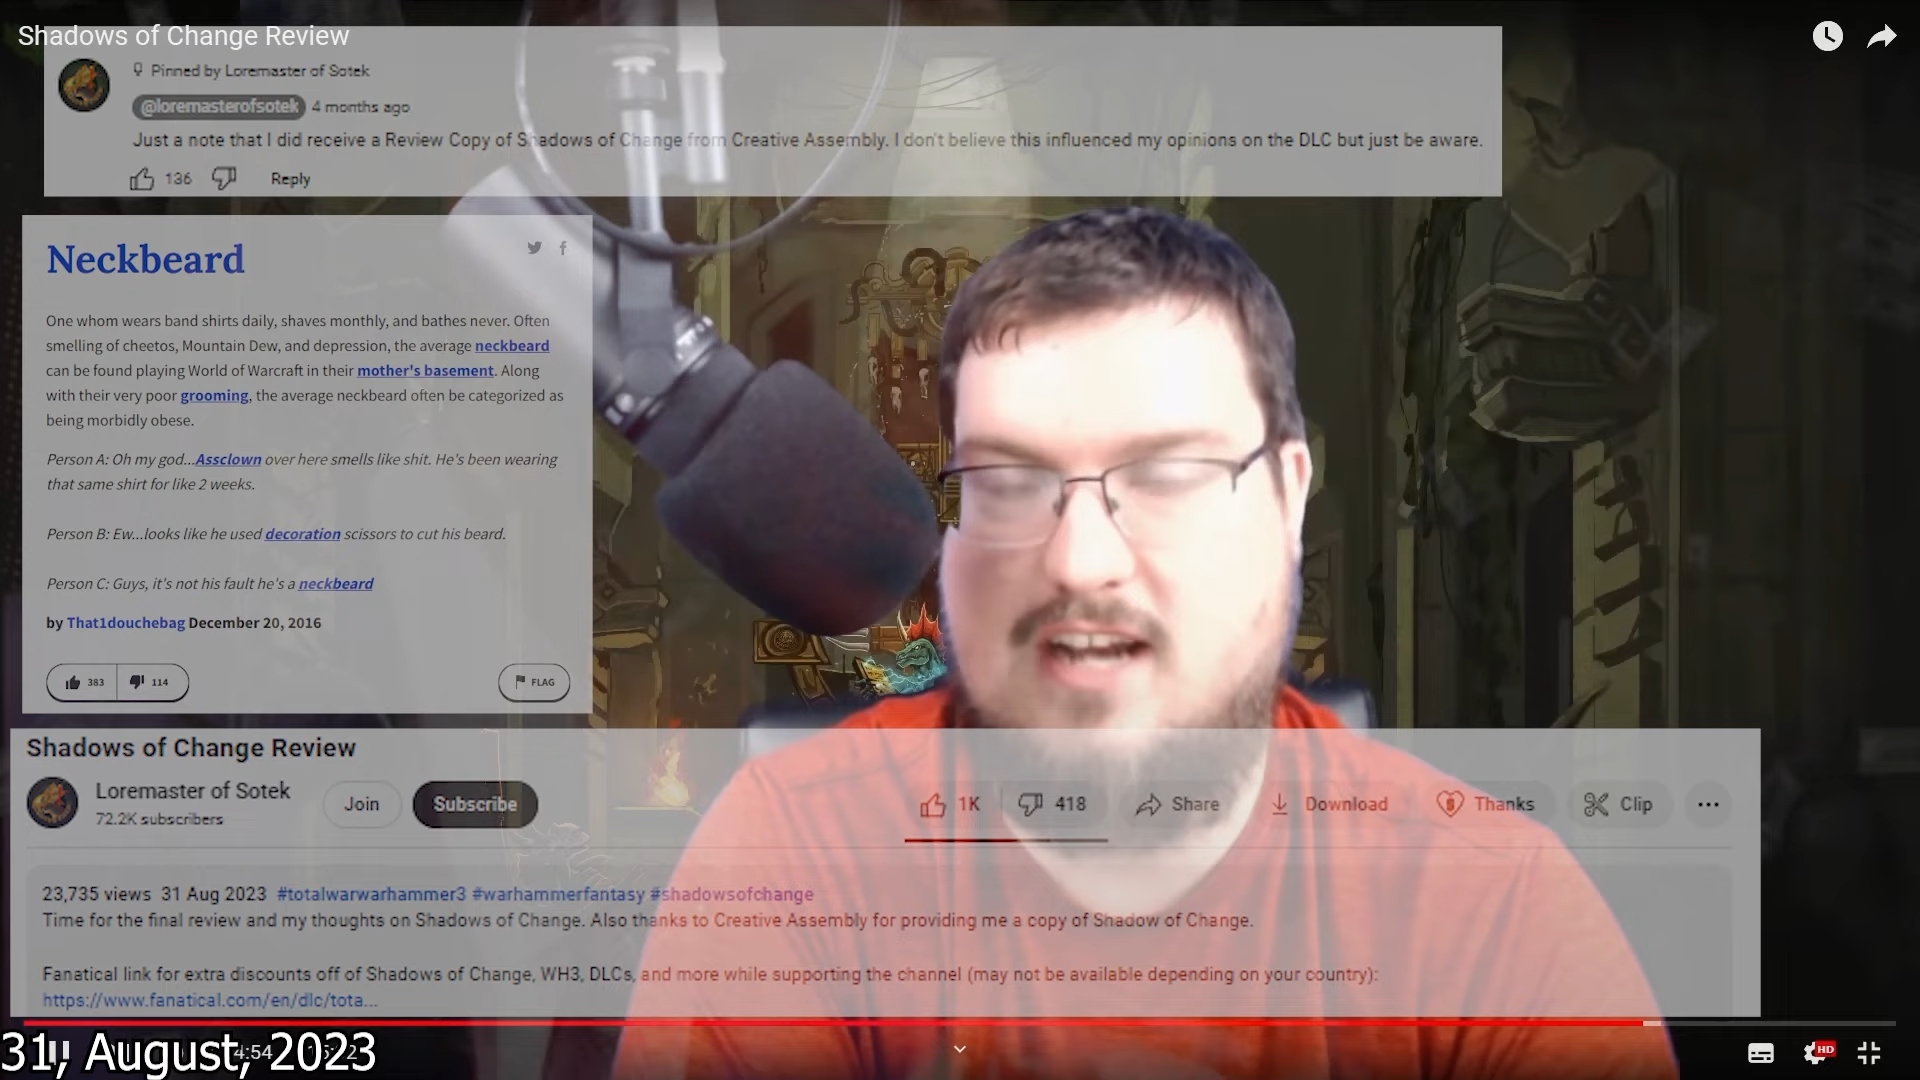 Shadows of Change Review
Pinned by Loremaster of Sotek
@loremasterofsotek 4 months ago
Just a note that I did receive a Review Copy of Shadows of Change from Creative Assembly. I don't believe this influenced my opinions on the DLC but just be aware.
136 Reply
Neckbeard
One whom wears band shirts daily, shaves monthly, and bathes never. Often
smelling of cheetos, Mountain Dew, and depression, the average neckbeard
can be found playing World of Warcraft in their mother's basement. Along
with their very poor grooming, the average neckbeard often be categorized as
being morbidly obese.
Person A: Oh my god...Assclown over here smells like shit. He's been wearing
that same shirt for like 2 weeks.
Person B: Ew...looks like he used decoration scissors to cut his beard.
Person C: Guys, it's not his fault he's a neckbeard
by That1douchebag December 20, 2016
383 114 FLAG
Shadows of Change Review
Loremaster of Sotek
72.2K subscribers
Join Subscribe 1K 418 Share Download Thanks Clip
23,735 views 31 Aug 2023 #totalwarwarhammer3 #warhammerfantasy #shadowsofchange
Time for the final review and my thoughts on Shadows of Change. Also thanks to Creative Assembly for providing me a copy of Shadow of Change.
Fanatical link for extra discounts off of Shadows of Change, WH3, DLCs, and more while supporting the channel (may not be available depending on your country):
https://www.fanatical.com/en/dlc/tota...
31, August, 2023
HD